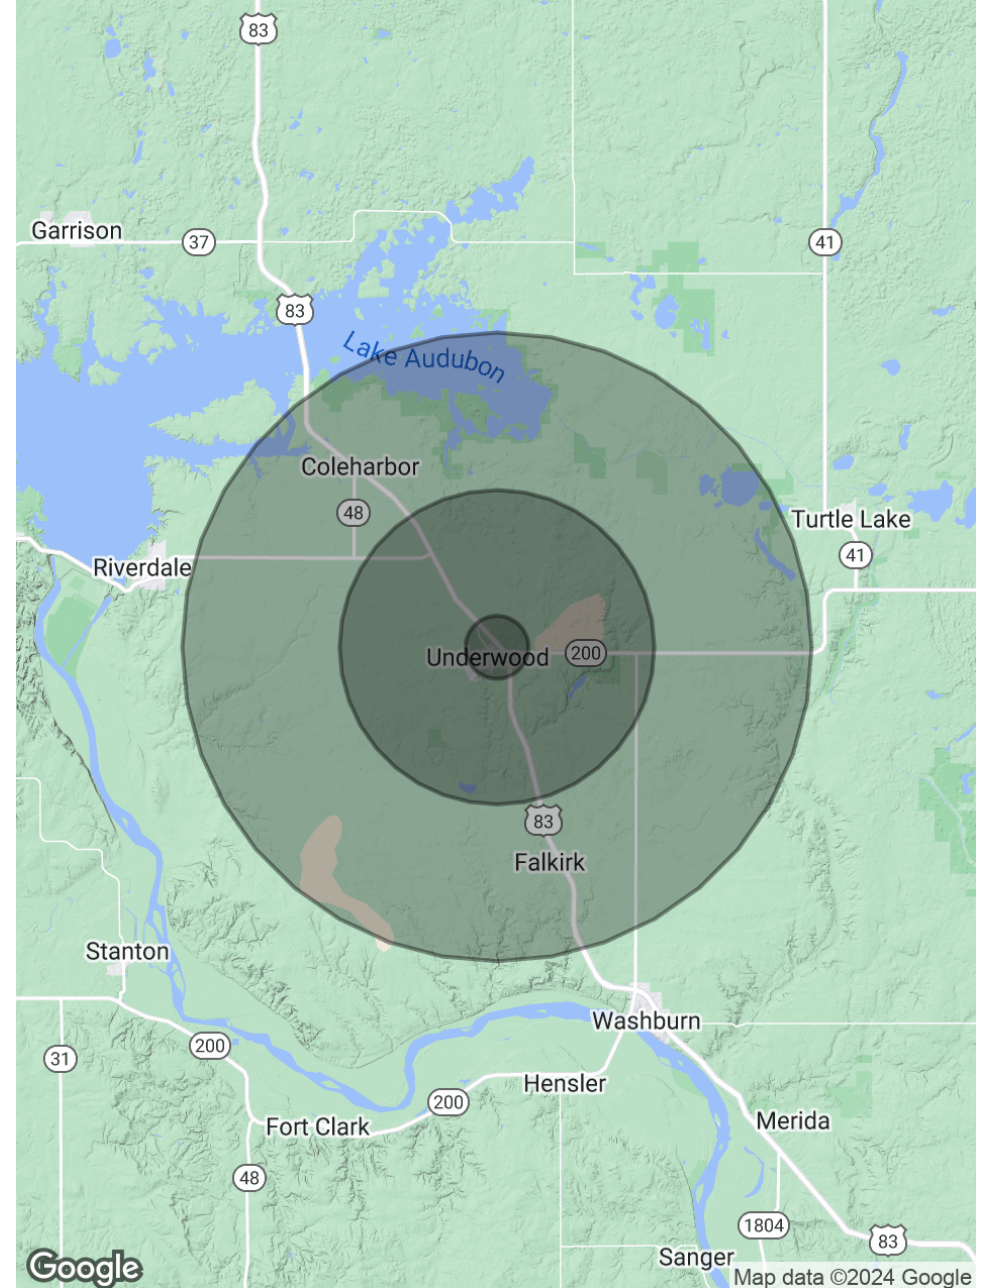 83
Garrison
37
41
83
Lake Audubon
Coleharbor
48
Turtle Lake
41
Riverdale
Underwood
200
83
Falkirk
Stanton
Washburn
31
200
Hensler
200
Fort Clark
Merida
48
1804
83
Sanger
Google
Map data ©2024 Google